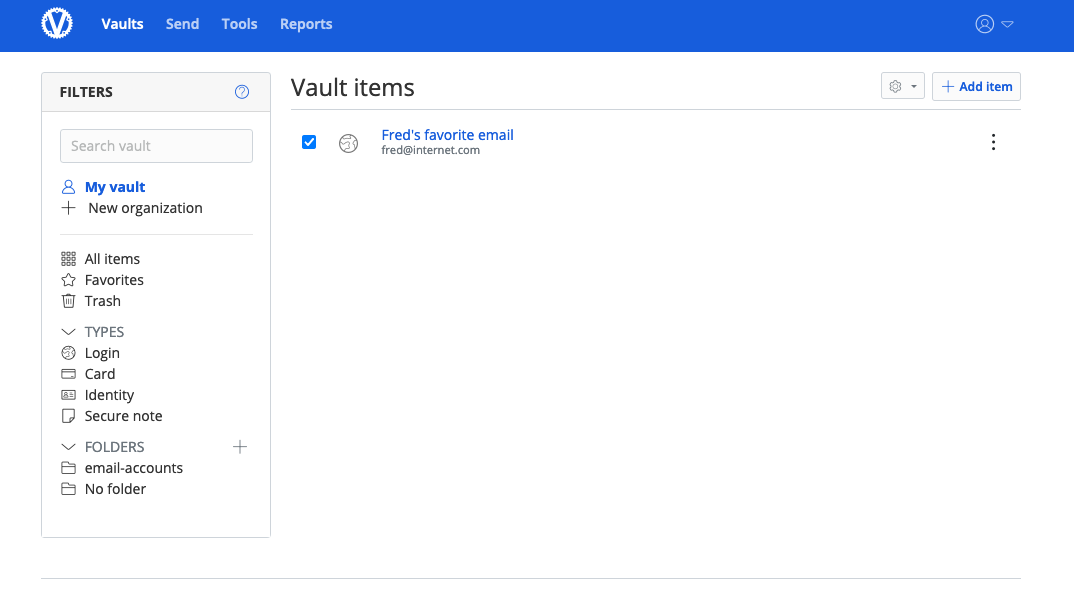 Vaults Send Tools Reports
FILTERS
Search vault
My vault
New organization
All items
Favorites
Trash
TYPES
Login
Card
Identity
Secure note
FOLDERS
email-accounts
No folder
Vault items
Add item
Fred's favorite email
fred@internet.com